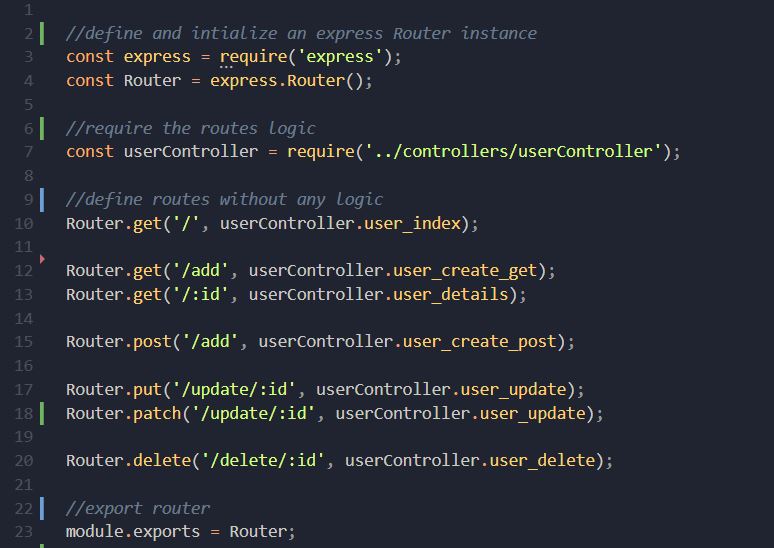 1
2 //define and intialize an express Router instance
3 const express = require('express');
4 const Router = express.Router();
5
6 //require the routes logic
7 const userController = require('../controllers/userController');
8
9 //define routes without any logic
10 Router.get('/', userController.user_index);
11
12 Router.get('/add', userController.user_create_get);
13 Router.get('/:id', userController.user_details);
14
15 Router.post('/add', userController.user_create_post);
16
17 Router.put('/update/:id', userController.user_update);
18 Router.patch('/update/:id', userController.user_update);
19
20 Router.delete('/delete/:id', userController.user_delete);
21
22 //export router
23 module.exports = Router;